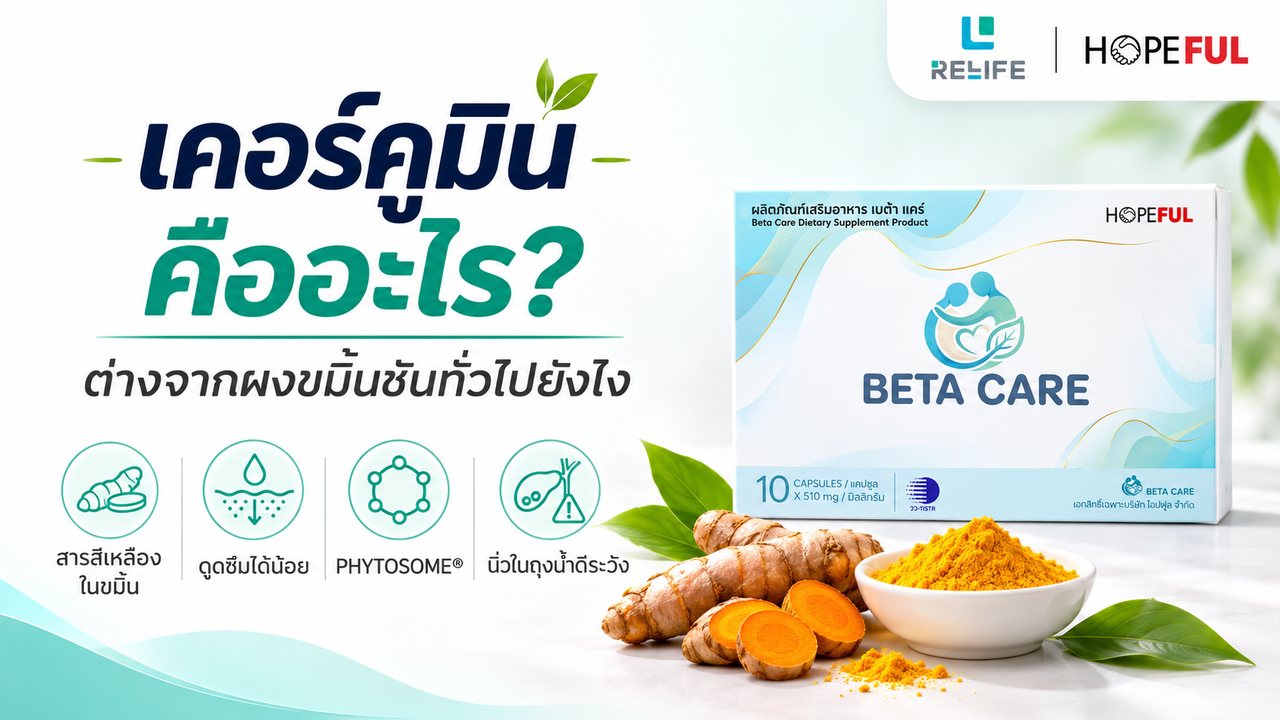 RELIFE
HOPEFUL
เคอร์คูมิน
คืออะไร?
ต่างจากผงขมิ้นชันทั่วไปยังไง
สารสีเหลือง
ในขมิ้น
ดูดซึมได้น้อย
PHYTOSOME®
นิ่วในถุงน้ำดีระวัง
ผลิตภัณฑ์เสริมอาหาร เบต้า แคร์
Beta Care Dietary Supplement Product
HOPEFUL
BETA CARE
10 CAPSULES / แคปซูล
X 510 mg / มิลลิกรัม
วว-TISTR
BETA CARE
เอกสิทธิ์เฉพาะบริษัท โฮปฟูล จำกัด